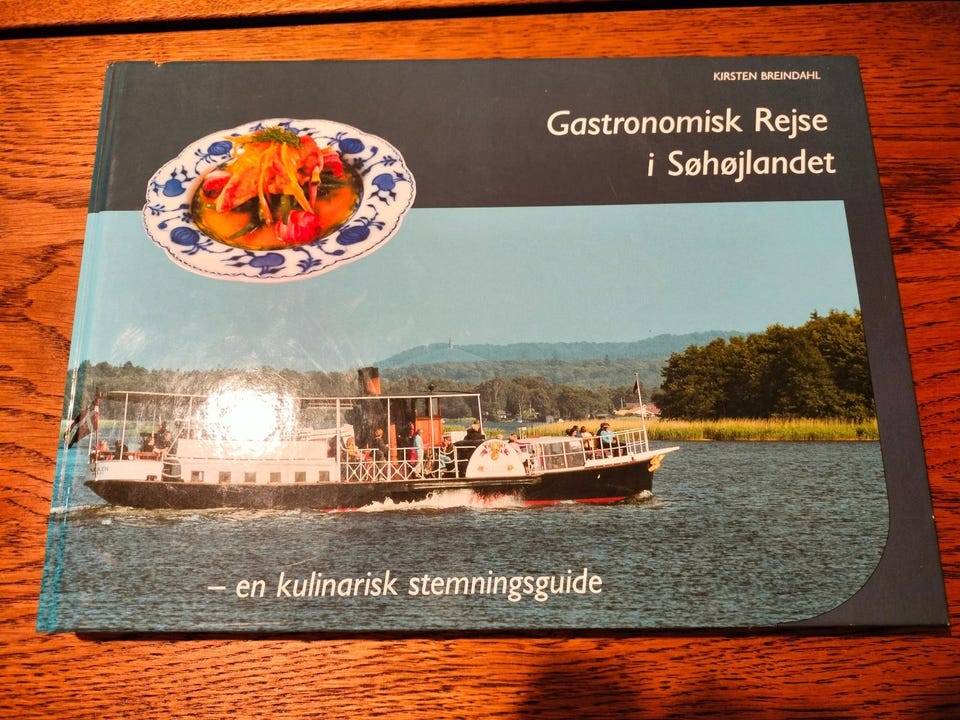 KIRSTEN BREINDAHL
Gastronomisk Rejse
i Søhøjlandet
– en kulinarisk stemningsguide